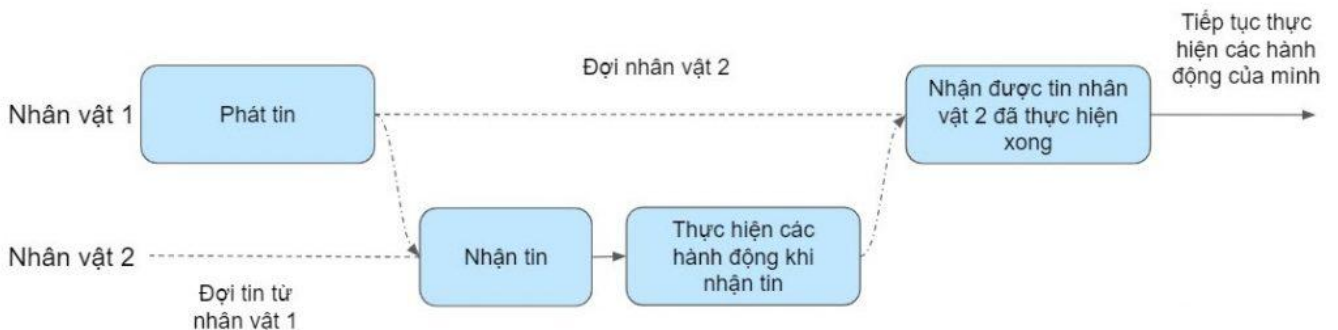 Tiếp tục thực
hiện các hành
động của mình
Đợi nhân vật 2
Nhân vật 1
Phát tin
Nhận được tin nhân
vật 2 đã thực hiện
xong
Nhân vật 2
Nhận tin
Thực hiện các
hành động khi
nhận tin
Đợi tin từ
nhân vật 1